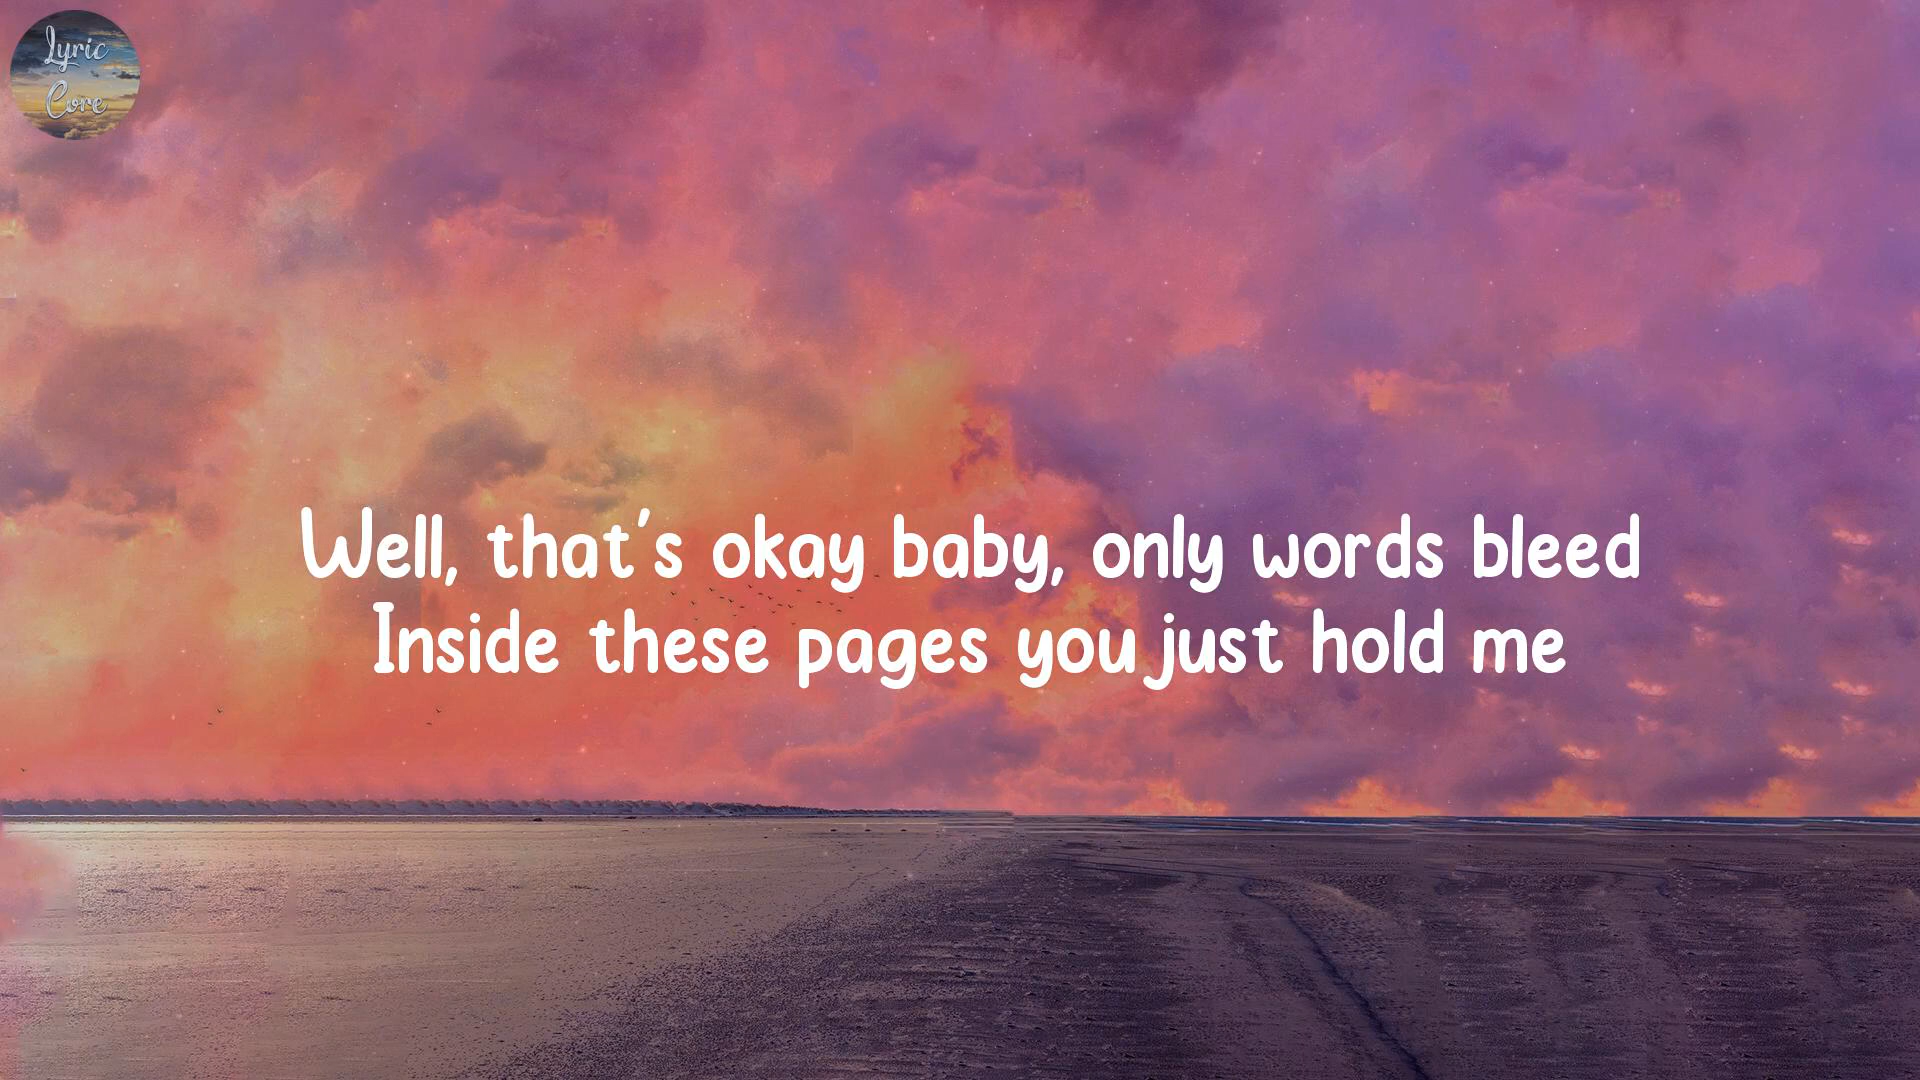 Lyric
Core
Well, that's okay baby, only words bleed
Inside these pages you just hold me